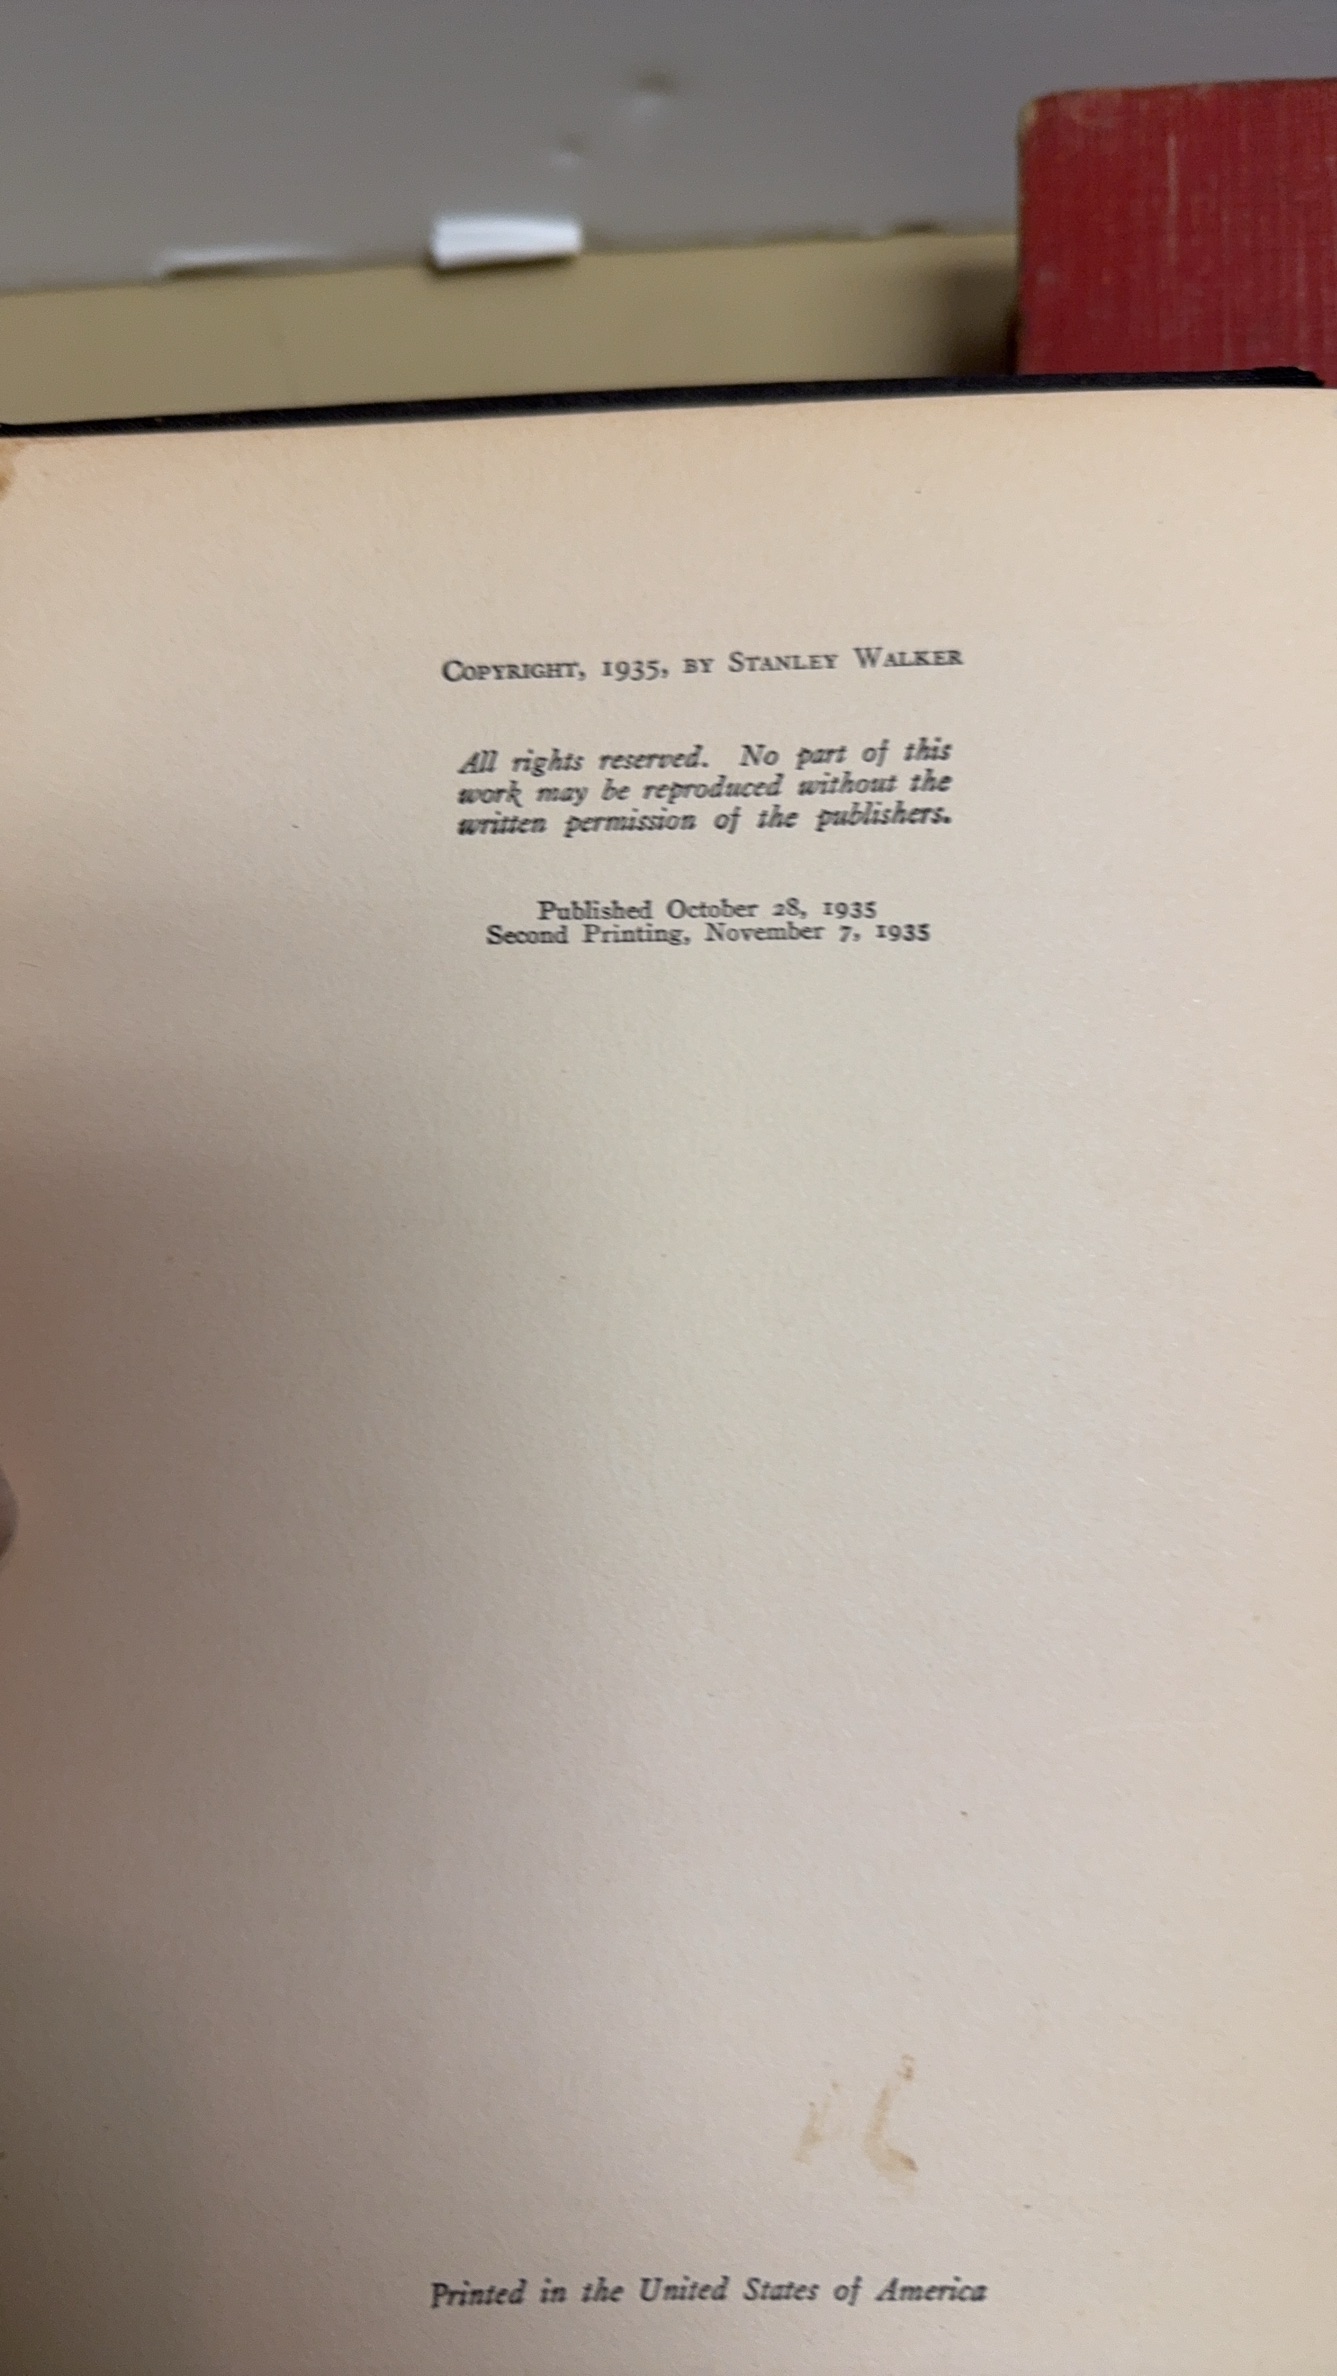 Copyright, 1935, by Stanley Walker
All rights reserved. No part of this
work may be reproduced without the
written permission of the publishers.
Published October 28, 1935
Second Printing, November 7, 1935
Printed in the United States of America